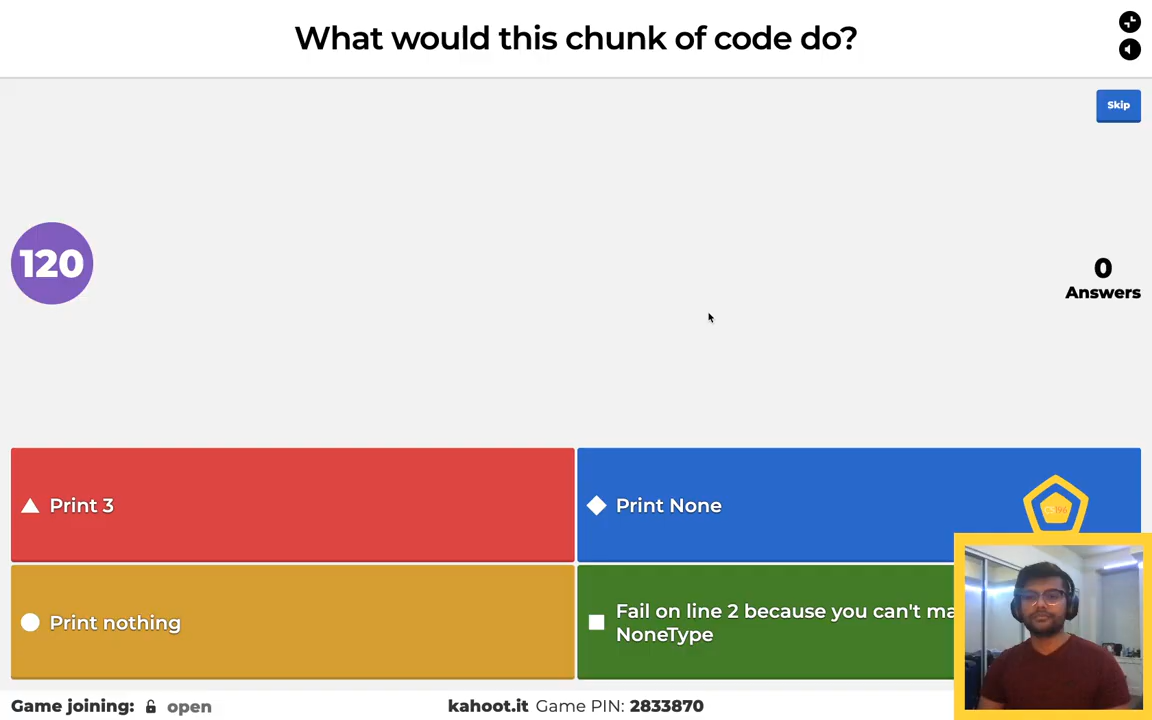 What would this chunk of code do?
Skip
120
0
Answers
Print 3
Print None
Print nothing
Fail on line 2 because you can't ma
NoneType
Game joining: open
kahoot.it Game PIN: 2833870